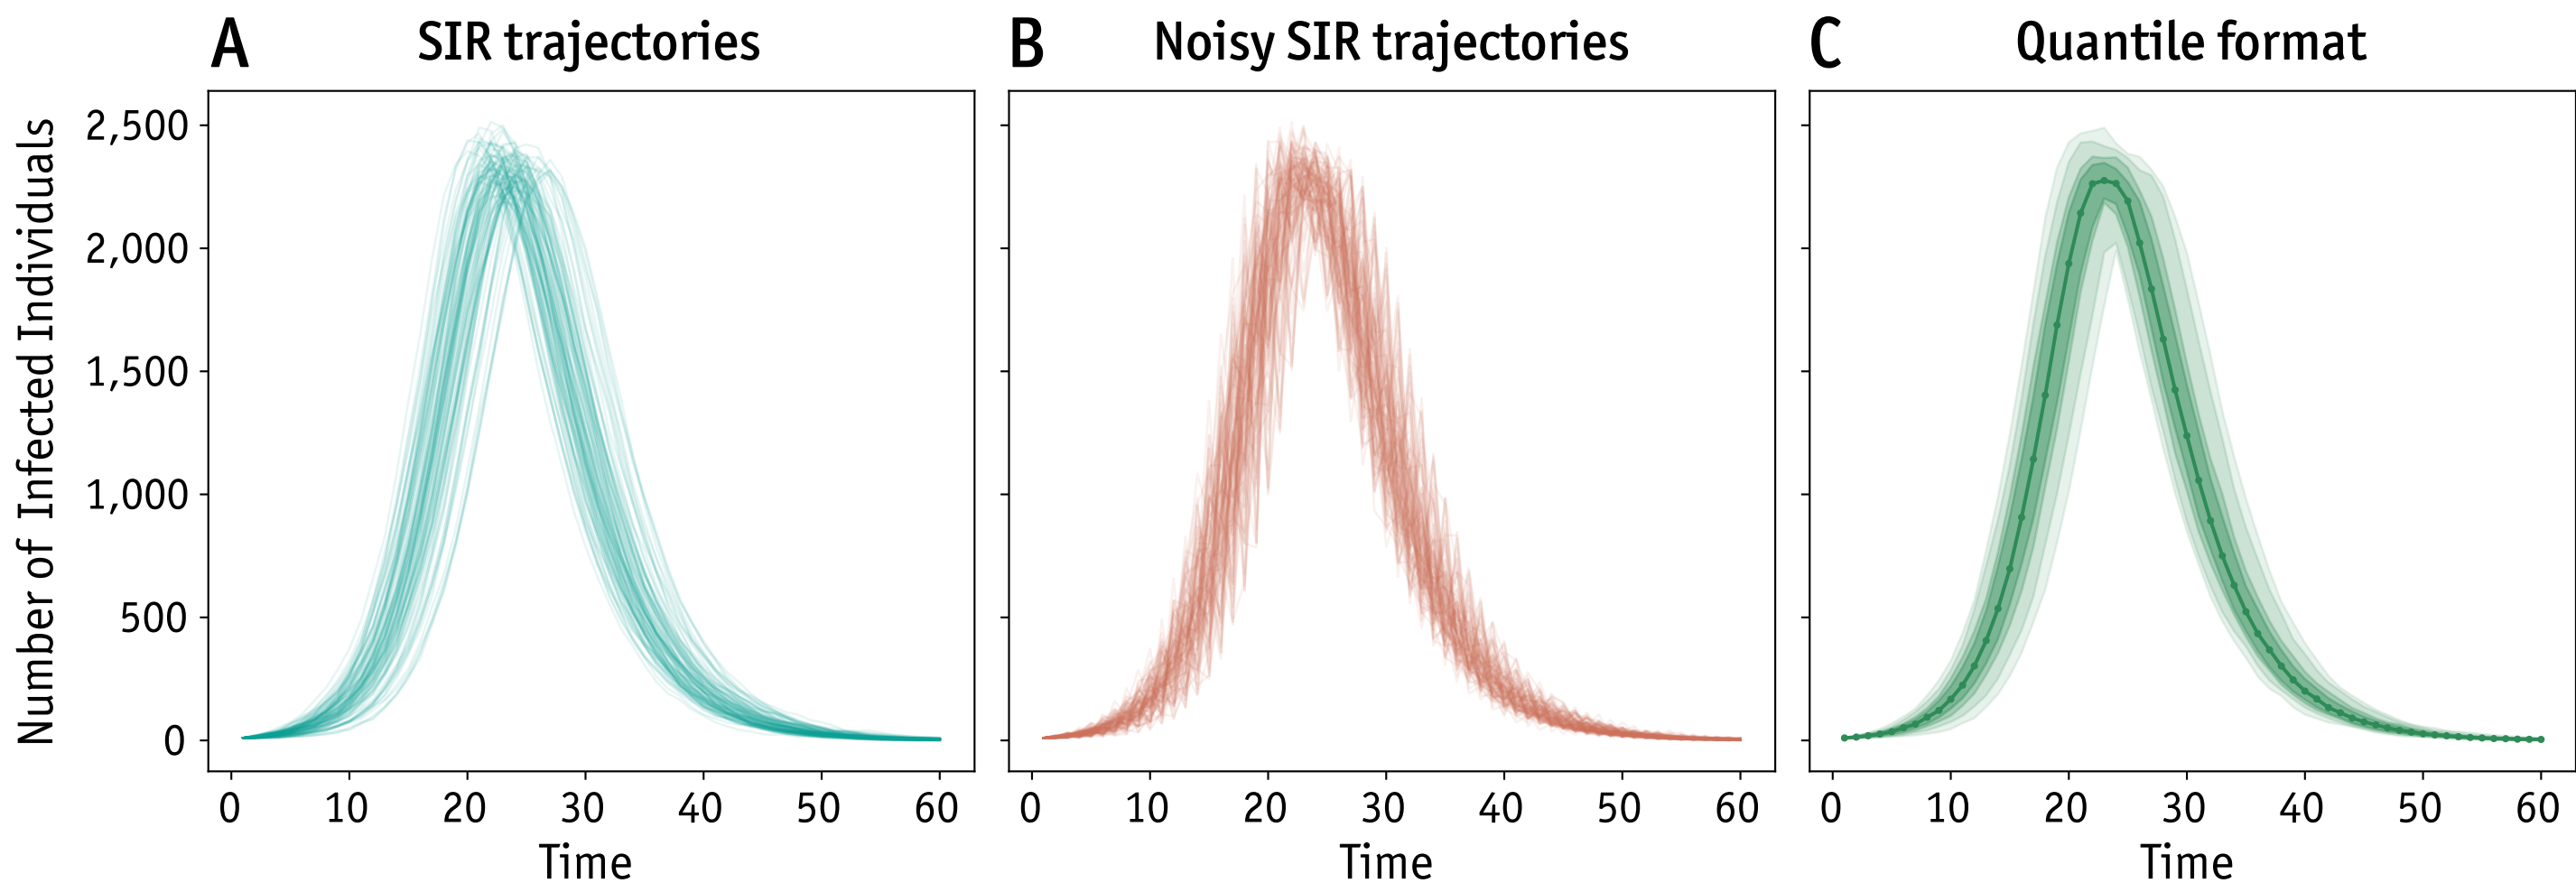 A SIR trajectories
B Noisy SIR trajectories
C Quantile format
Number of Infected Individuals
2,500
2,000
1,500
1,000
500
0
0 10 20 30 40 50 60
0 10 20 30 40 50 60
0 10 20 30 40 50 60
Time
Time
Time